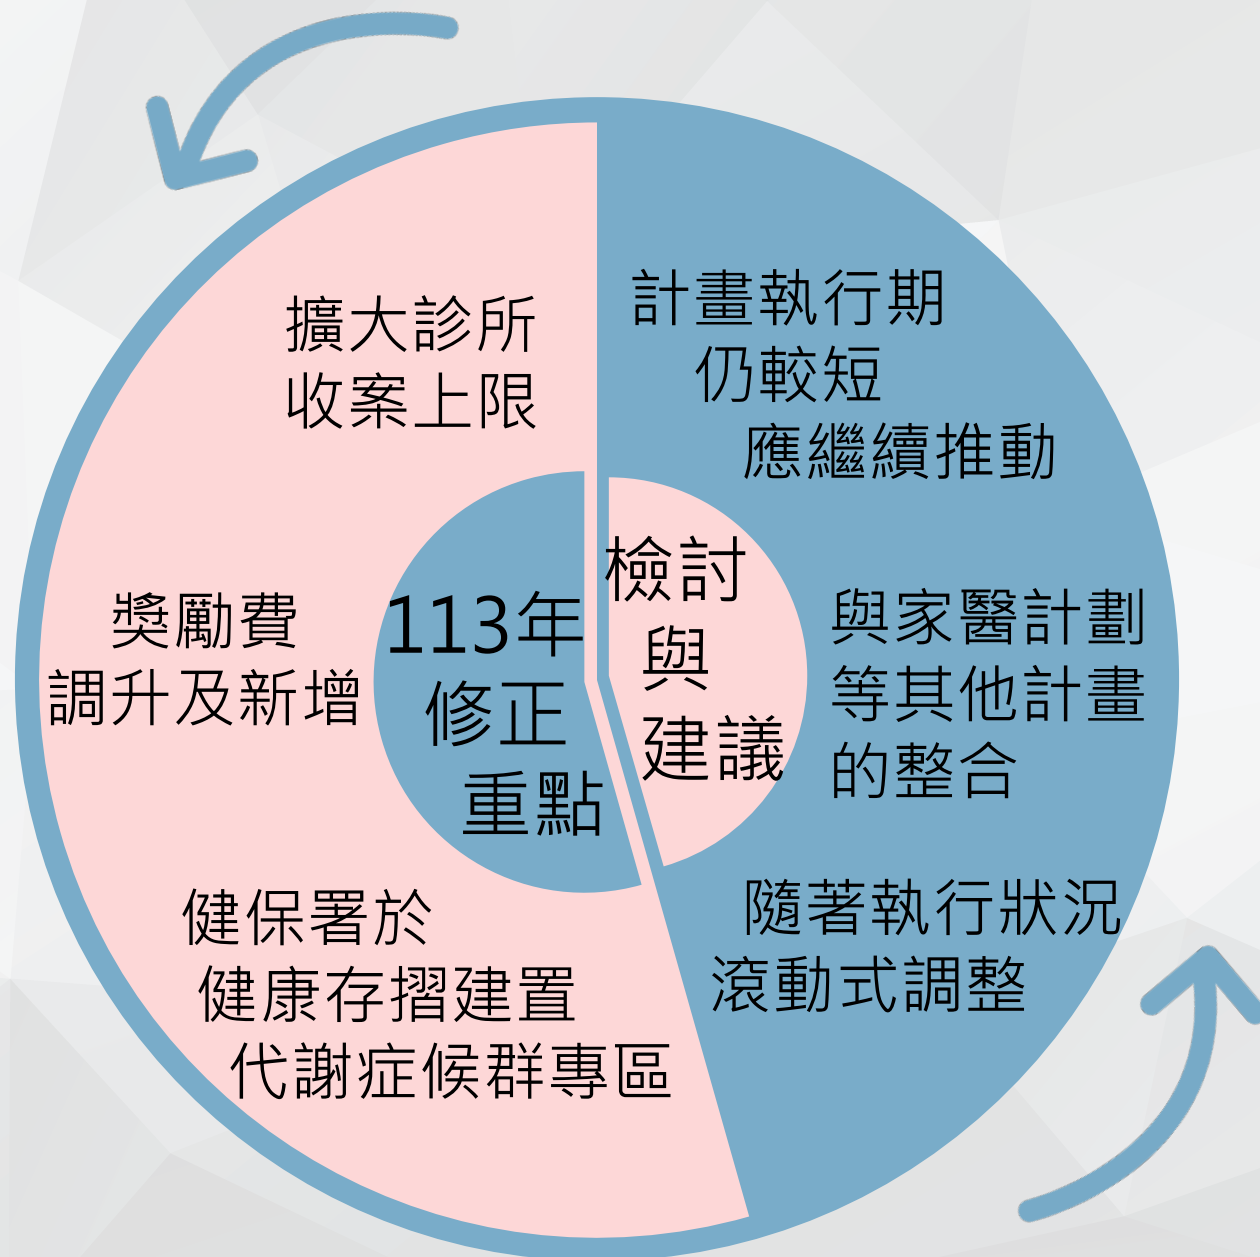 擴大診所
收案上限
獎勵費
調升及新增
健保署於
健康存摺建置
代謝症候群專區
113年
修正
重點
檢討
與
建議
計畫執行期
仍較短
應繼續推動
與家醫計劃
等其他計畫
的整合
隨著執行狀況
滾動式調整